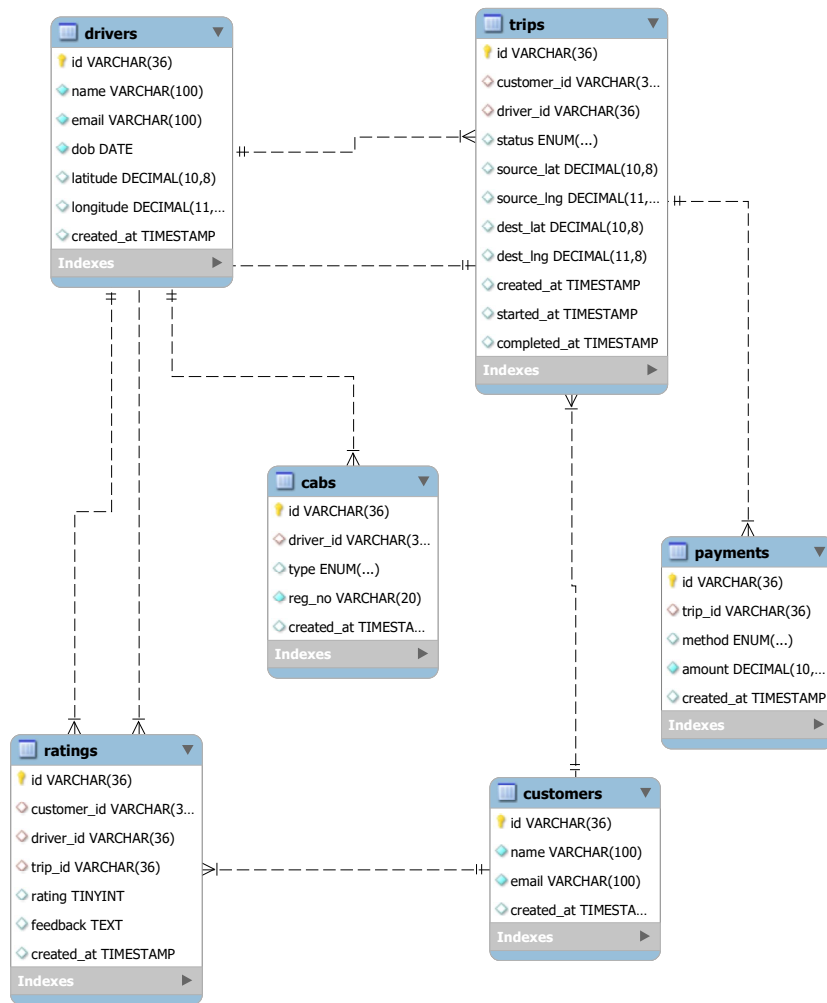 drivers
id VARCHAR(36)
name VARCHAR(100)
email VARCHAR(100)
dob DATE
latitude DECIMAL(10,8)
longitude DECIMAL(11,...
created_at TIMESTAMP
Indexes
trips
id VARCHAR(36)
customer_id VARCHAR(3...
driver_id VARCHAR(36)
status ENUM(...)
source_lat DECIMAL(10,8)
source_lng DECIMAL(11,...
dest_lat DECIMAL(10,8)
dest_lng DECIMAL(11,8)
created_at TIMESTAMP
started_at TIMESTAMP
completed_at TIMESTAMP
Indexes
cabs
id VARCHAR(36)
driver_id VARCHAR(3...
type ENUM(...)
reg_no VARCHAR(20)
created_at TIMESTA...
Indexes
payments
id VARCHAR(36)
trip_id VARCHAR(36)
method ENUM(...)
amount DECIMAL(10,...
created_at TIMESTAMP
Indexes
ratings
id VARCHAR(36)
customer_id VARCHAR(3...
driver_id VARCHAR(36)
trip_id VARCHAR(36)
rating TINYINT
feedback TEXT
created_at TIMESTAMP
Indexes
customers
id VARCHAR(36)
name VARCHAR(100)
email VARCHAR(100)
created_at TIMESTA...
Indexes